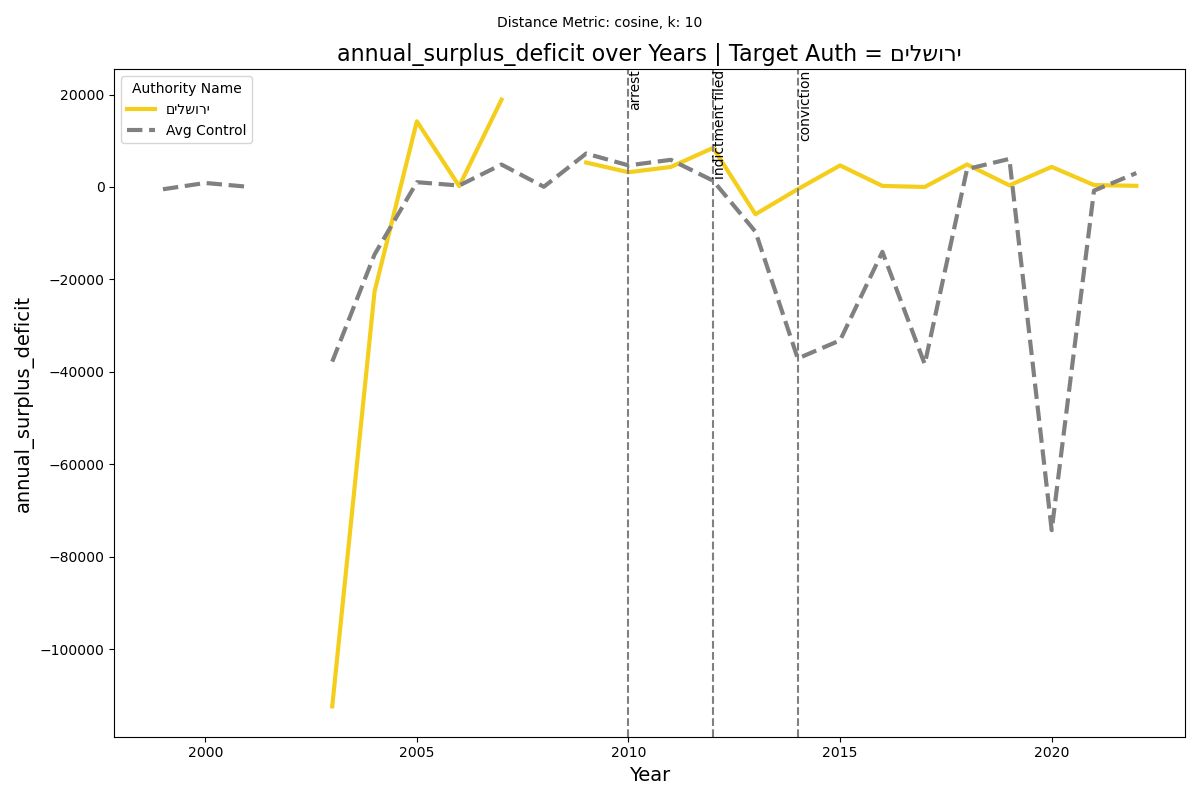 Distance Metric: cosine, k: 10
annual_surplus_deficit over Years | Target Auth = ירושלים
Authority Name
ירושלים
Avg Control
arrest
indictment filed
conviction
20000
0
−20000
−40000
−60000
−80000
−100000
annual_surplus_deficit
2000
2005
2010
2015
2020
Year